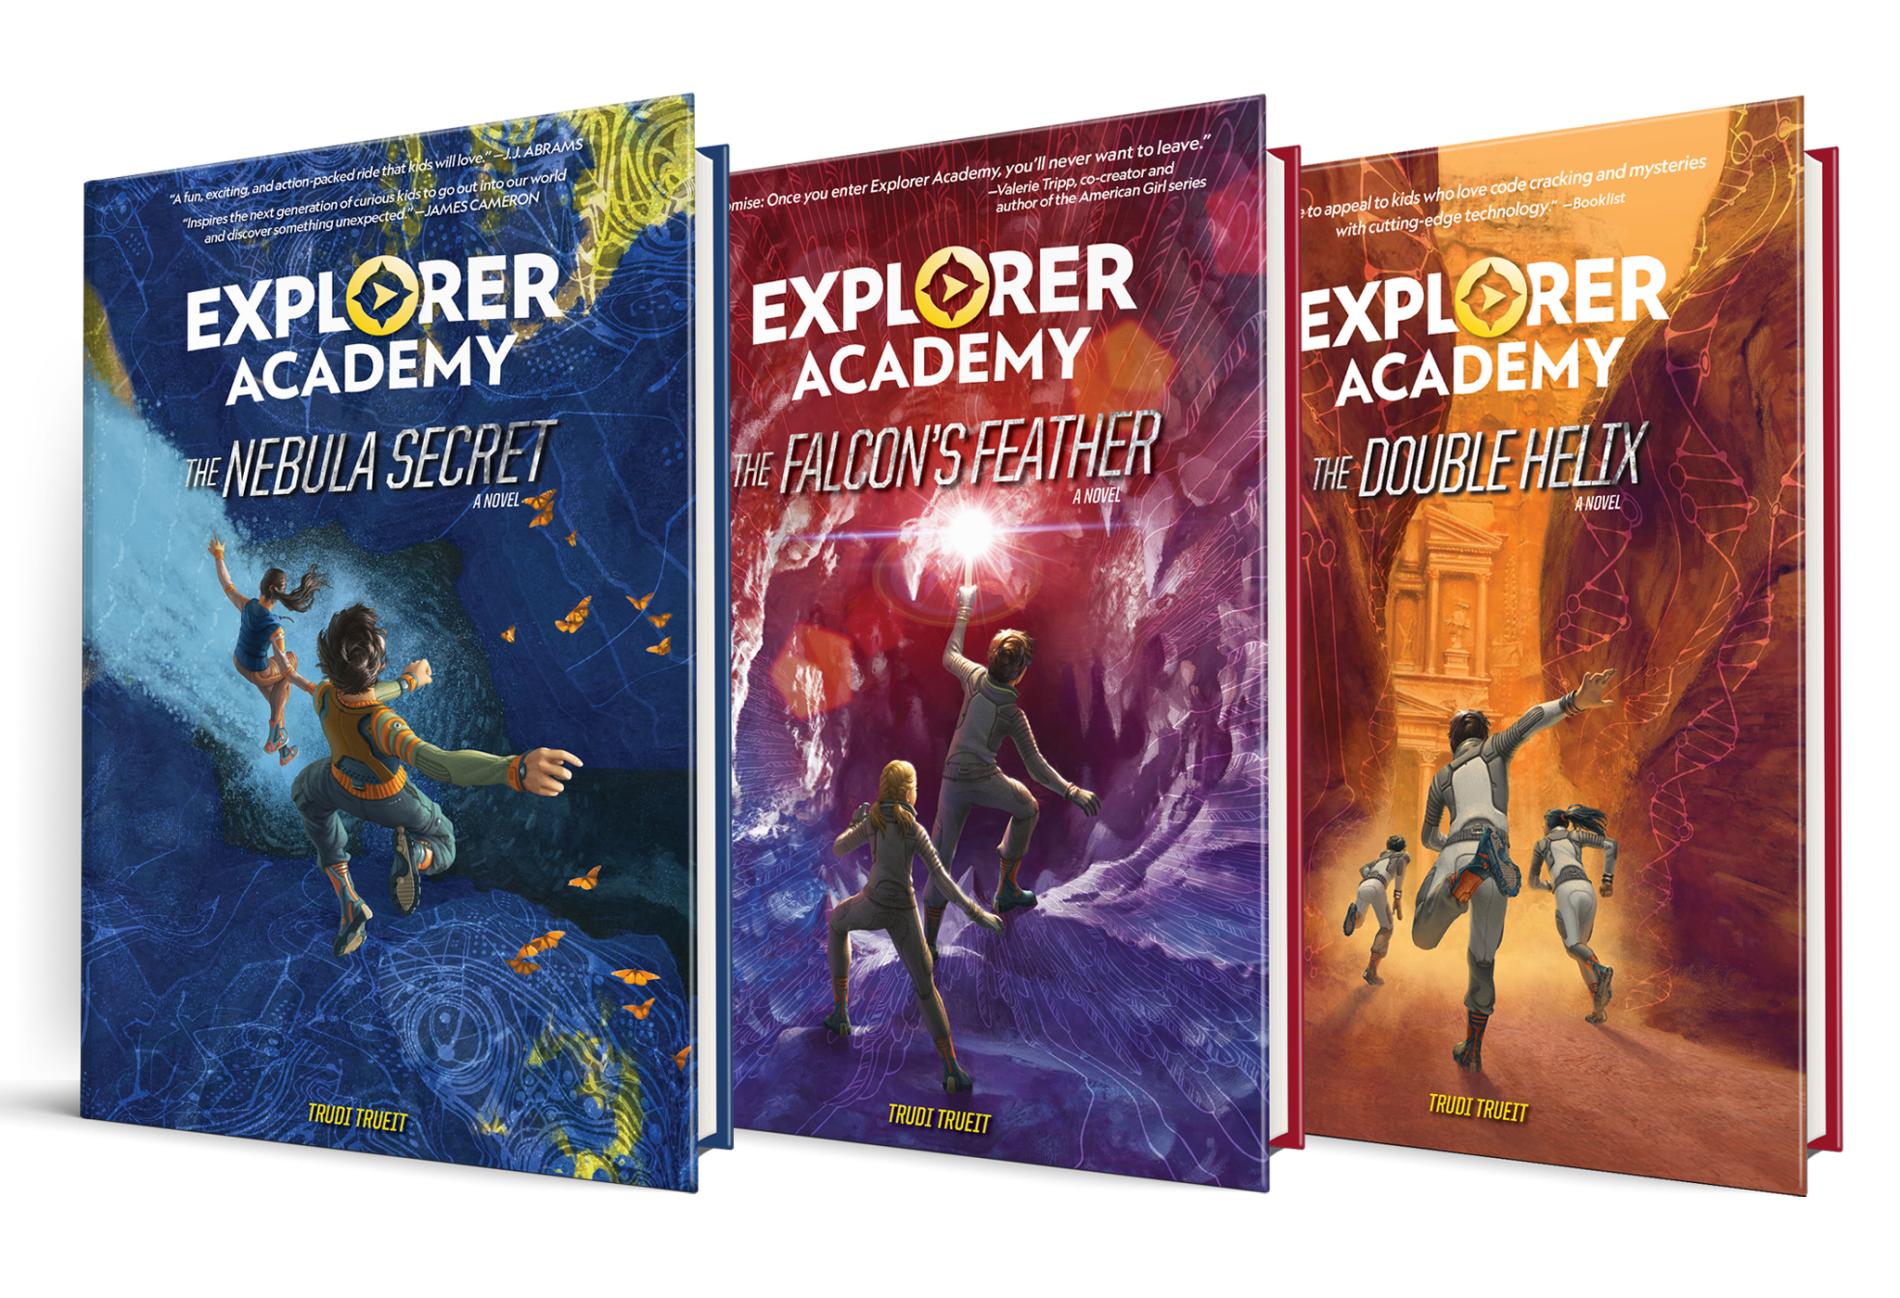 "A fun, exciting, and action-packed ride that kids will love." —J.J. ABRAMS
"Inspires the next generation of curious kids to go out into our world
and discover something unexpected." —JAMES CAMERON
EXPLORER
ACADEMY
THE NEBULA SECRET
A NOVEL
TRUDI TRUEIT
Once you enter Explorer Academy, you'll never want to leave."
—Valerie Tripp, co-creator and
author of the American Girl series
EXPLORER
ACADEMY
THE FALCON'S FEATHER
A NOVEL
TRUDI TRUEIT
to appeal to kids who love code cracking and mysteries
with cutting-edge technology." —Booklist
EXPLORER
ACADEMY
THE DOUBLE HELIX
A NOVEL
TRUDI TRUEIT